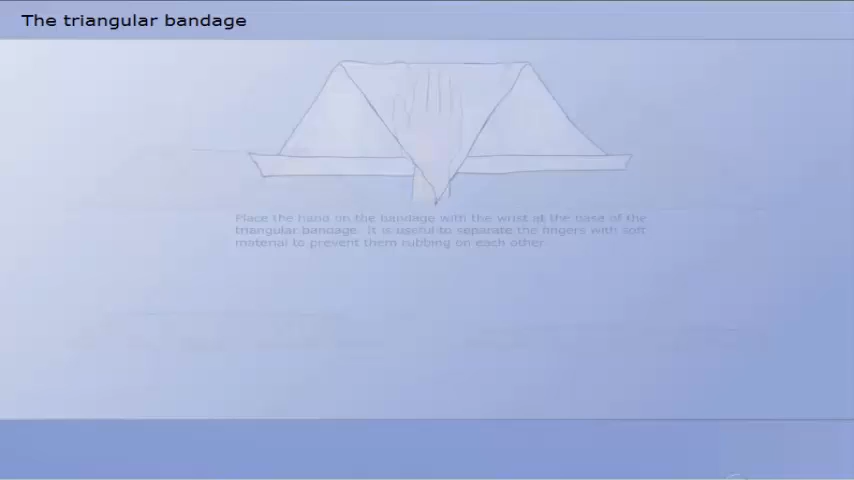 The triangular bandage
Place the hand on the bandage with the wrist at the base of the
triangular bandage. It is useful to separate the fingers with soft
material to prevent them rubbing on each other.